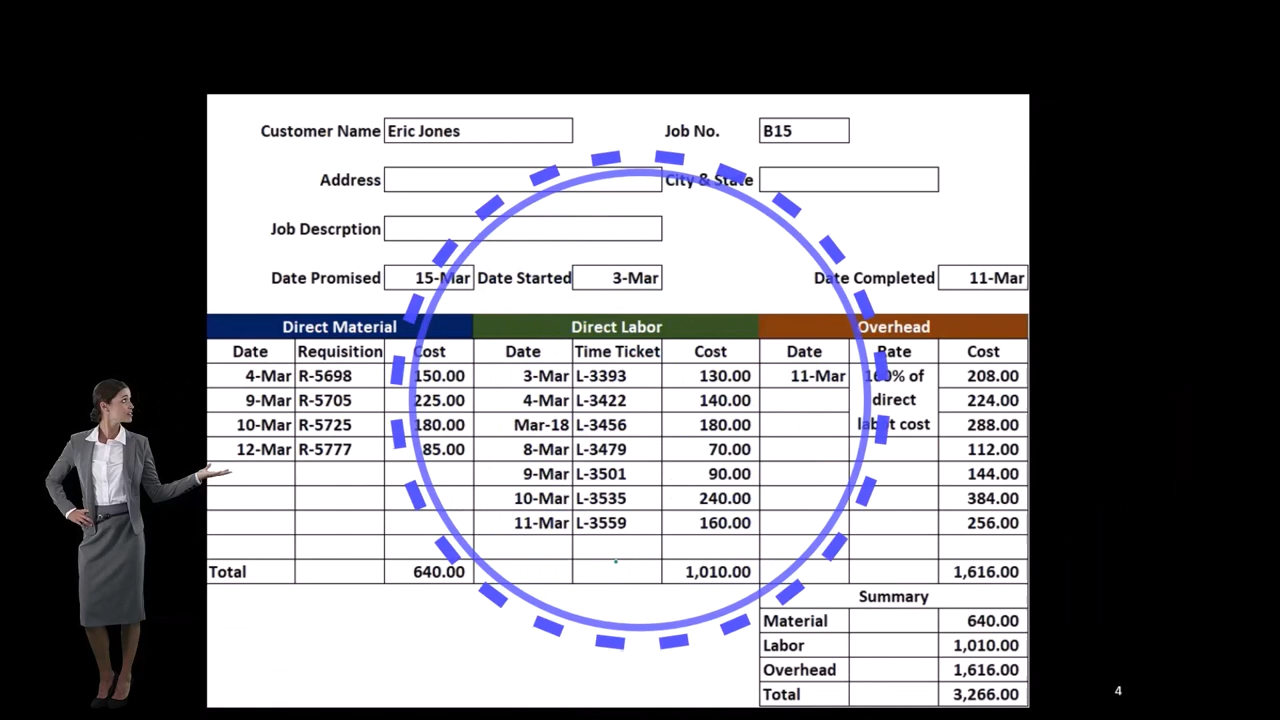 Customer Name Eric Jones Job No. B15
Address City & State
Job Descrption
Date Promised 15-Mar Date Started 3-Mar Date Completed 11-Mar
Direct Material Direct Labor Overhead
Date Requisition Cost Date Time Ticket Cost Date Rate Cost
4-Mar R-5698 150.00 3-Mar L-3393 130.00 11-Mar 160% of 208.00
9-Mar R-5705 225.00 4-Mar L-3422 140.00 direct 224.00
10-Mar R-5725 180.00 Mar-18 L-3456 180.00 labot cost 288.00
12-Mar R-5777 85.00 8-Mar L-3479 70.00 112.00
9-Mar L-3501 90.00 144.00
10-Mar L-3535 240.00 384.00
11-Mar L-3559 160.00 256.00
Total 640.00 1,010.00 1,616.00
Summary
Material 640.00
Labor 1,010.00
Overhead 1,616.00
Total 3,266.00
4